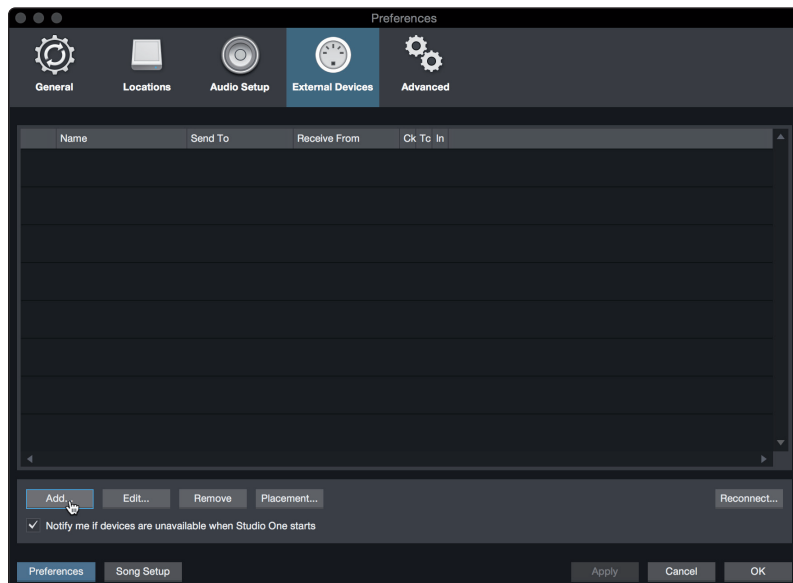 Preferences
General Locations Audio Setup External Devices Advanced
Name Send To Receive From Ck Tc In
Add... Edit... Remove Placement... Reconnect...
Notify me if devices are unavailable when Studio One starts
Preferences Song Setup Apply Cancel OK